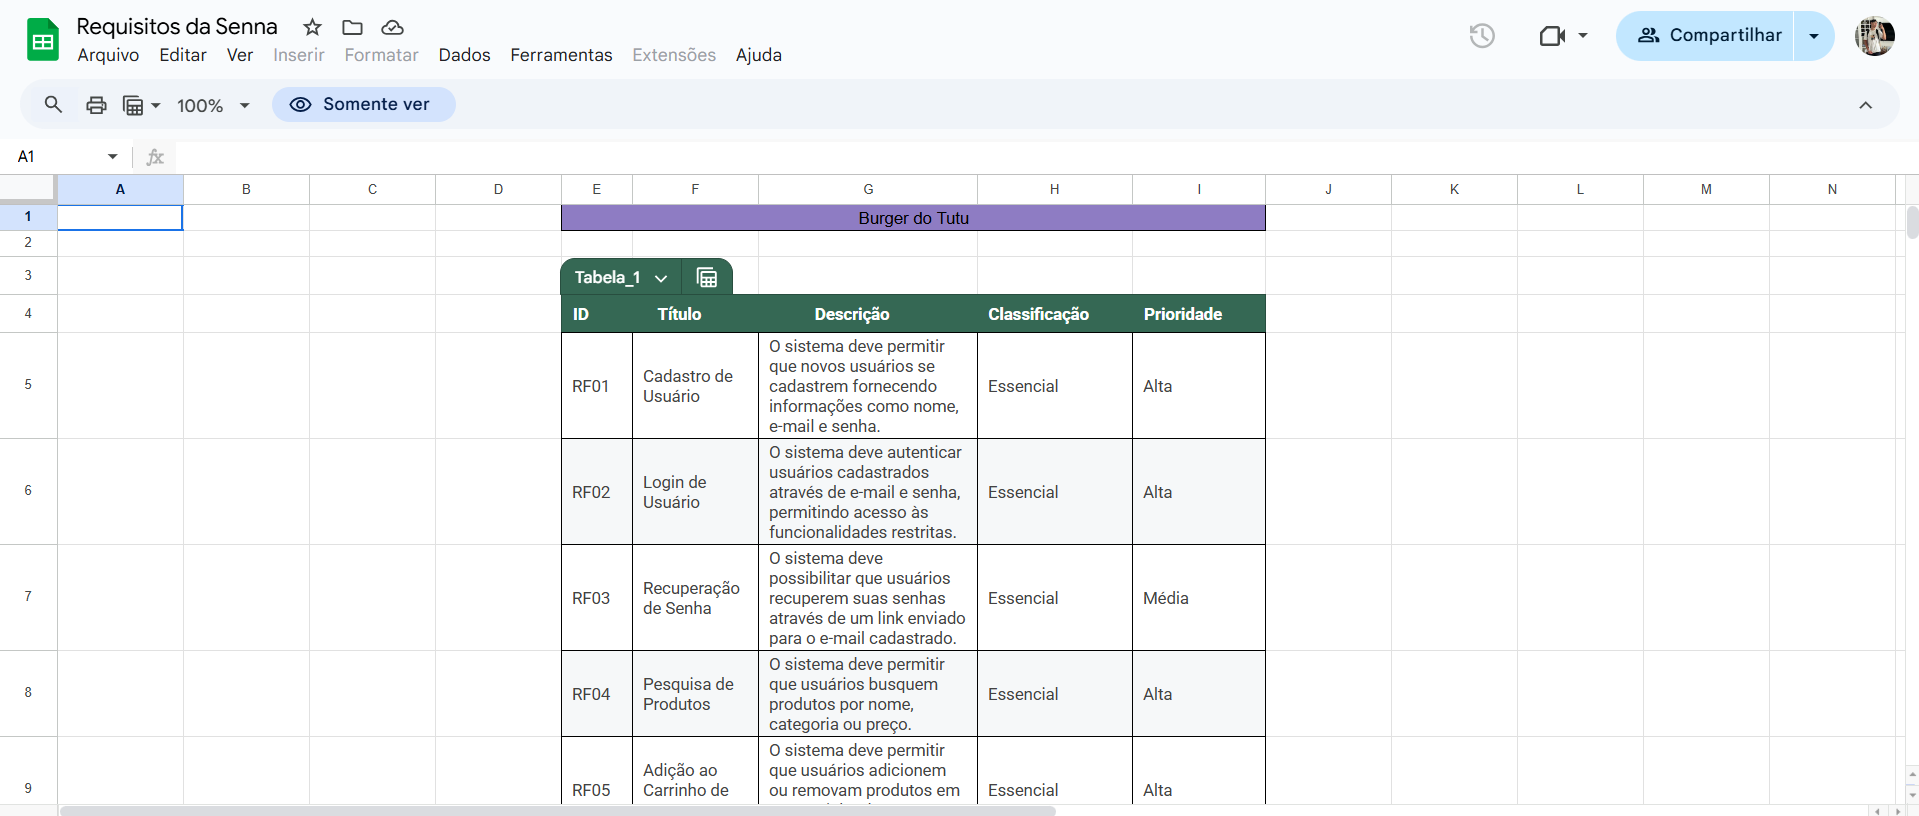 Requisitos da Senna
Arquivo Editar Ver Inserir Formatar Dados Ferramentas Extensões Ajuda
Compartilhar
100% Somente ver
A1 fx
A B C D E F G H I J K L M N
1 Burger do Tutu
2
3 Tabela_1
4 ID Título Descrição Classificação Prioridade
O sistema deve permitir
que novos usuários se
5 RF01 Cadastro de Usuário cadastrem fornecendo Essencial Alta
informações como nome,
e-mail e senha.
O sistema deve autenticar
usuários cadastrados
6 RF02 Login de Usuário através de e-mail e senha, Essencial Alta
permitindo acesso às
funcionalidades restritas.
O sistema deve
possibilitar que usuários
7 RF03 Recuperação de Senha recuperem suas senhas Essencial Média
através de um link enviado
para o e-mail cadastrado.
O sistema deve permitir
que usuários busquem
8 RF04 Pesquisa de Produtos produtos por nome, Essencial Alta
categoria ou preço.
O sistema deve permitir
que usuários adicionem
9 RF05 Adição ao Carrinho de ou removam produtos em Essencial Alta